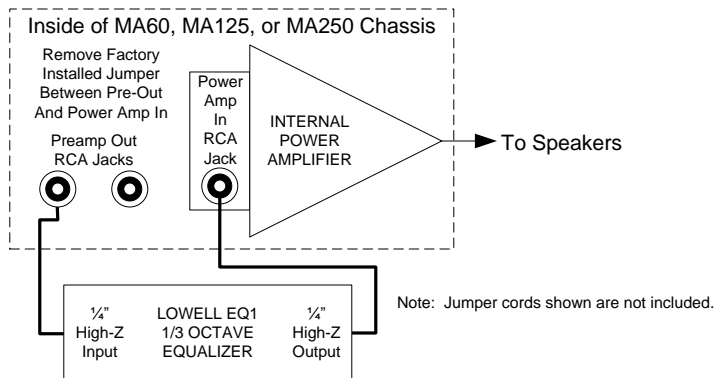 Inside of MA60, MA125, or MA250 Chassis
Remove Factory
Installed Jumper
Between Pre-Out
And Power Amp In
Preamp Out
RCA Jacks
Power
Amp
In
RCA
Jack
INTERNAL
POWER
AMPLIFIER
To Speakers
¼”
High-Z
Input
LOWELL EQ1
1/3 OCTAVE
EQUALIZER
¼”
High-Z
Output
Note: Jumper cords shown are not included.